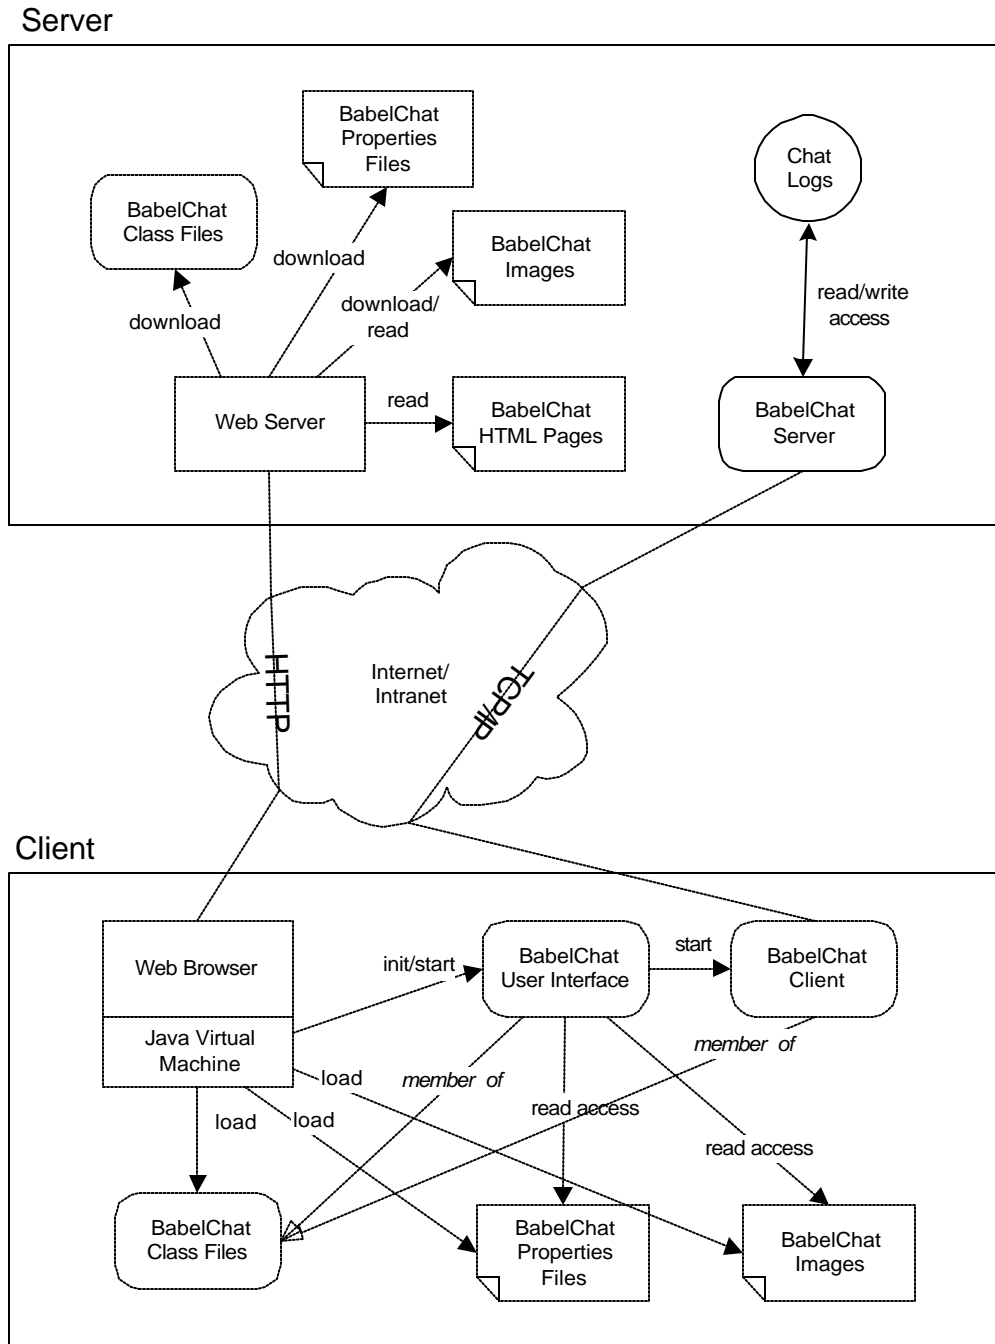 Server
BabelChat
Properties
Files
Chat
Logs
BabelChat
Class Files
download
BabelChat
Images
download
download/
read
read/write
access
Web Server
read
BabelChat
HTML Pages
BabelChat
Server
HTTP
Internet/
Intranet
TCP/IP
Client
Web Browser
init/start
BabelChat
User Interface
start
BabelChat
Client
Java Virtual
Machine
load
member of
member of
load
load
read access
read access
BabelChat
Class Files
BabelChat
Properties
Files
BabelChat
Images